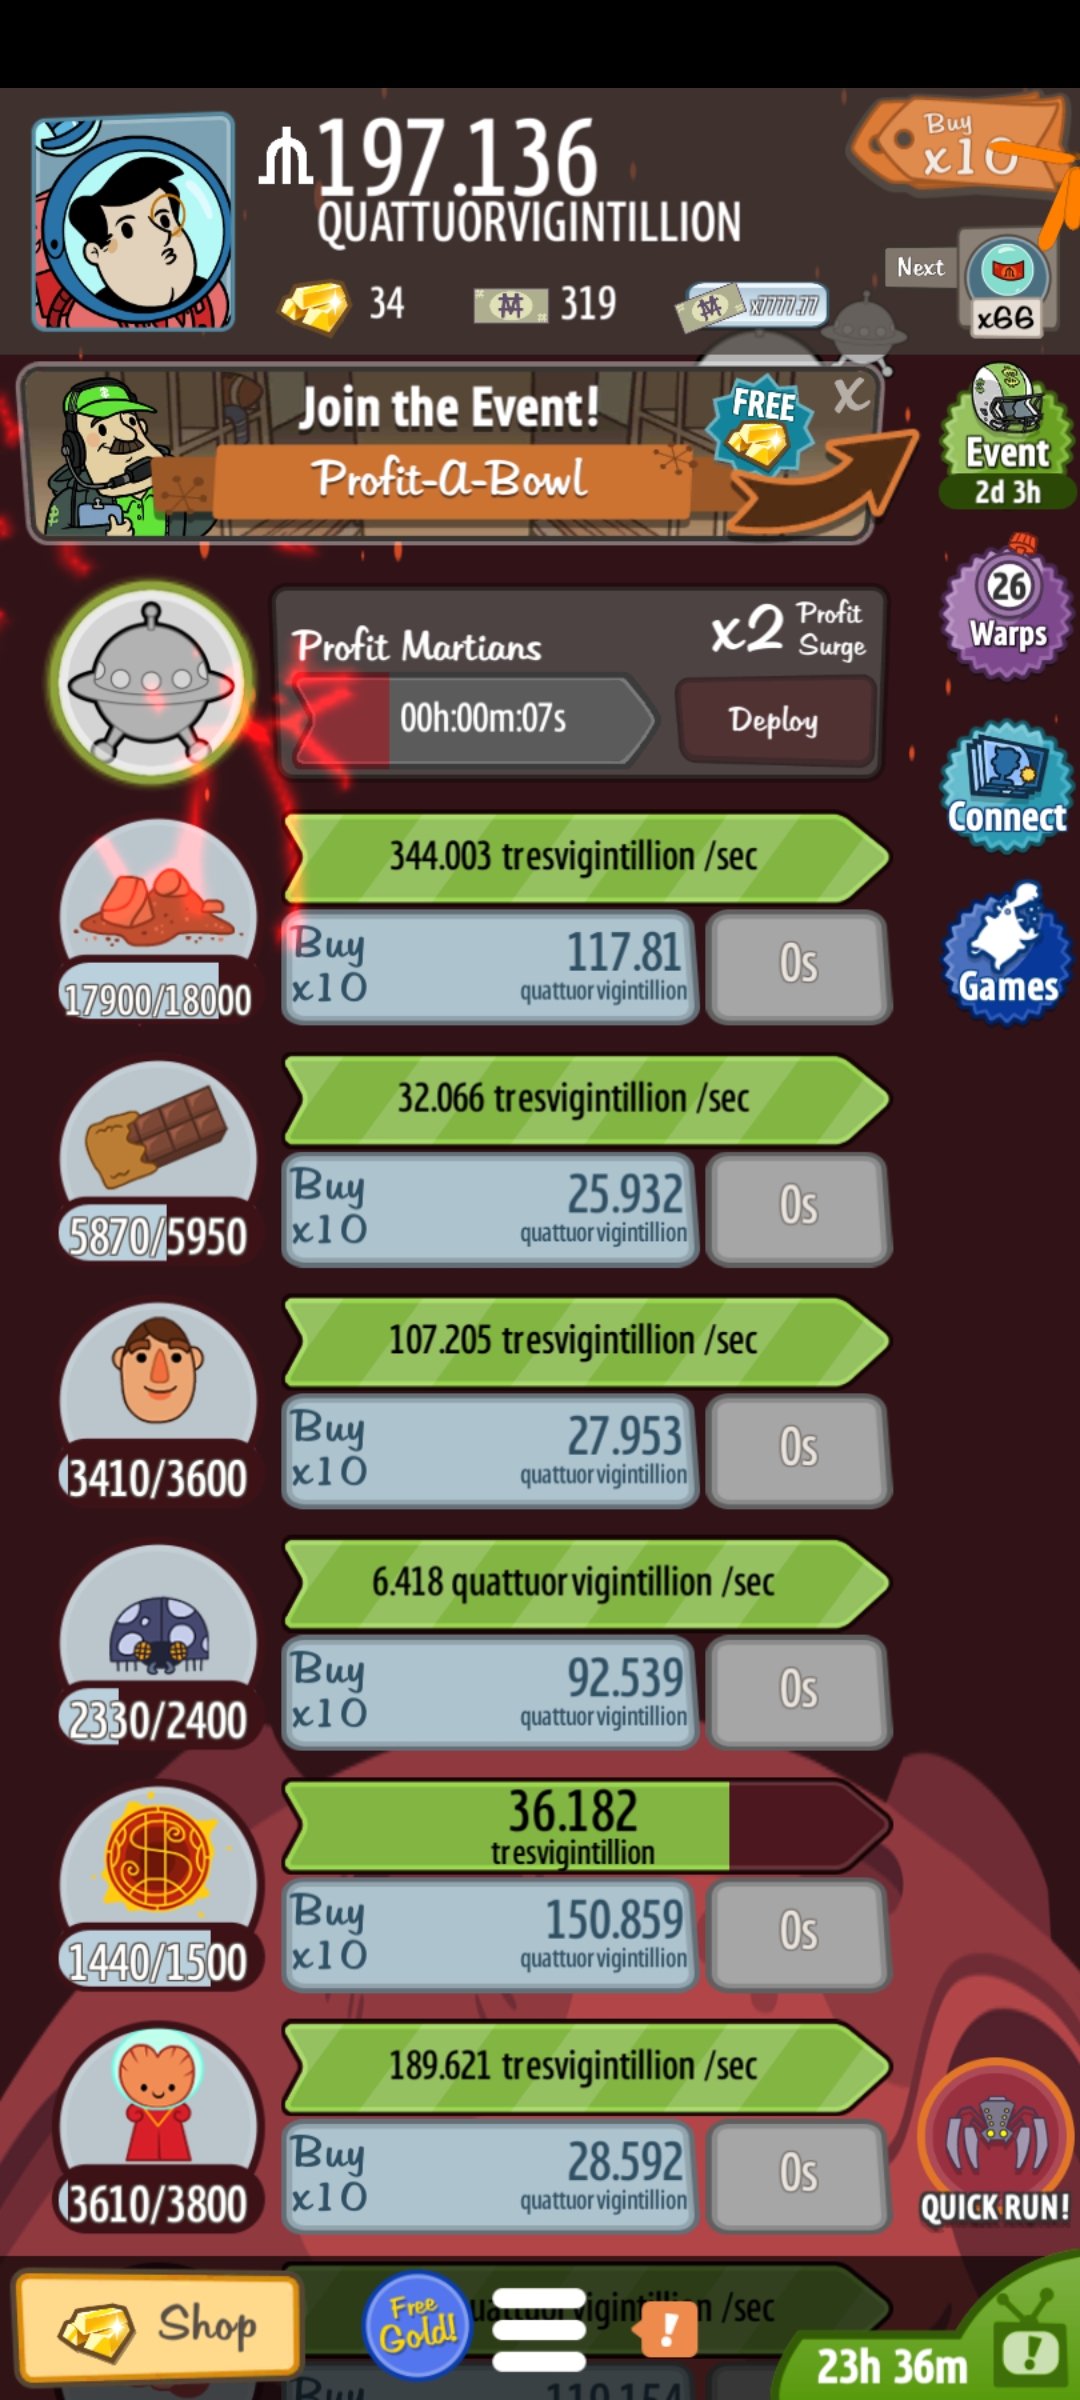 197.136
QUATTUORVIGINTILLION
Buy
x10
34
319
x7777.77
Next
x66
Join the Event!
FREE
X
Profit-A-Bowl
Event
2d 3h
26
Warps
Connect
Games
Profit Martians
x2 Profit Surge
00h:00m:07s
Deploy
344.003 tresvigintillion /sec
17900/18000
Buy
x10
117.81
quattuorvigintillion
0s
32.066 tresvigintillion /sec
5870/5950
Buy
x10
25.932
quattuorvigintillion
0s
107.205 tresvigintillion /sec
3410/3600
Buy
x10
27.953
quattuorvigintillion
0s
6.418 quattuorvigintillion /sec
2330/2400
Buy
x10
92.539
quattuorvigintillion
0s
36.182
tresvigintillion
1440/1500
Buy
x10
150.859
quattuorvigintillion
0s
189.621 tresvigintillion /sec
3610/3800
Buy
x10
28.592
quattuorvigintillion
0s
QUICK RUN!
Shop
Free
Gold!
/sec
!
23h 36m
!
Buy